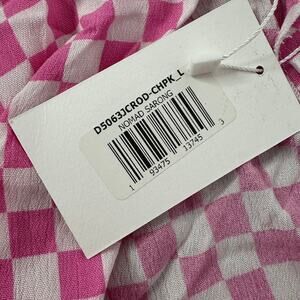 D5063JCROD-CHPK_L
NOMAD SARONG
1 93475 13745 3